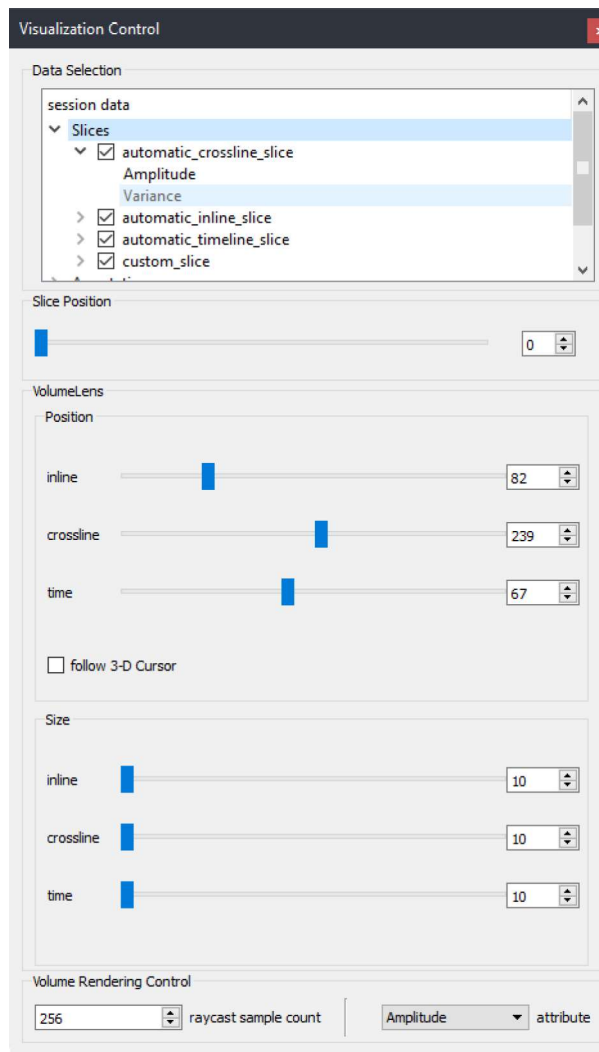 Visualization Control
Data Selection
session data
Slices
automatic_crossline_slice
Amplitude
Variance
automatic_inline_slice
automatic_timeline_slice
custom_slice
Slice Position
0
VolumeLens
Position
inline 82
crossline 239
time 67
follow 3-D Cursor
Size
inline 10
crossline 10
time 10
Volume Rendering Control
256 raycast sample count Amplitude attribute